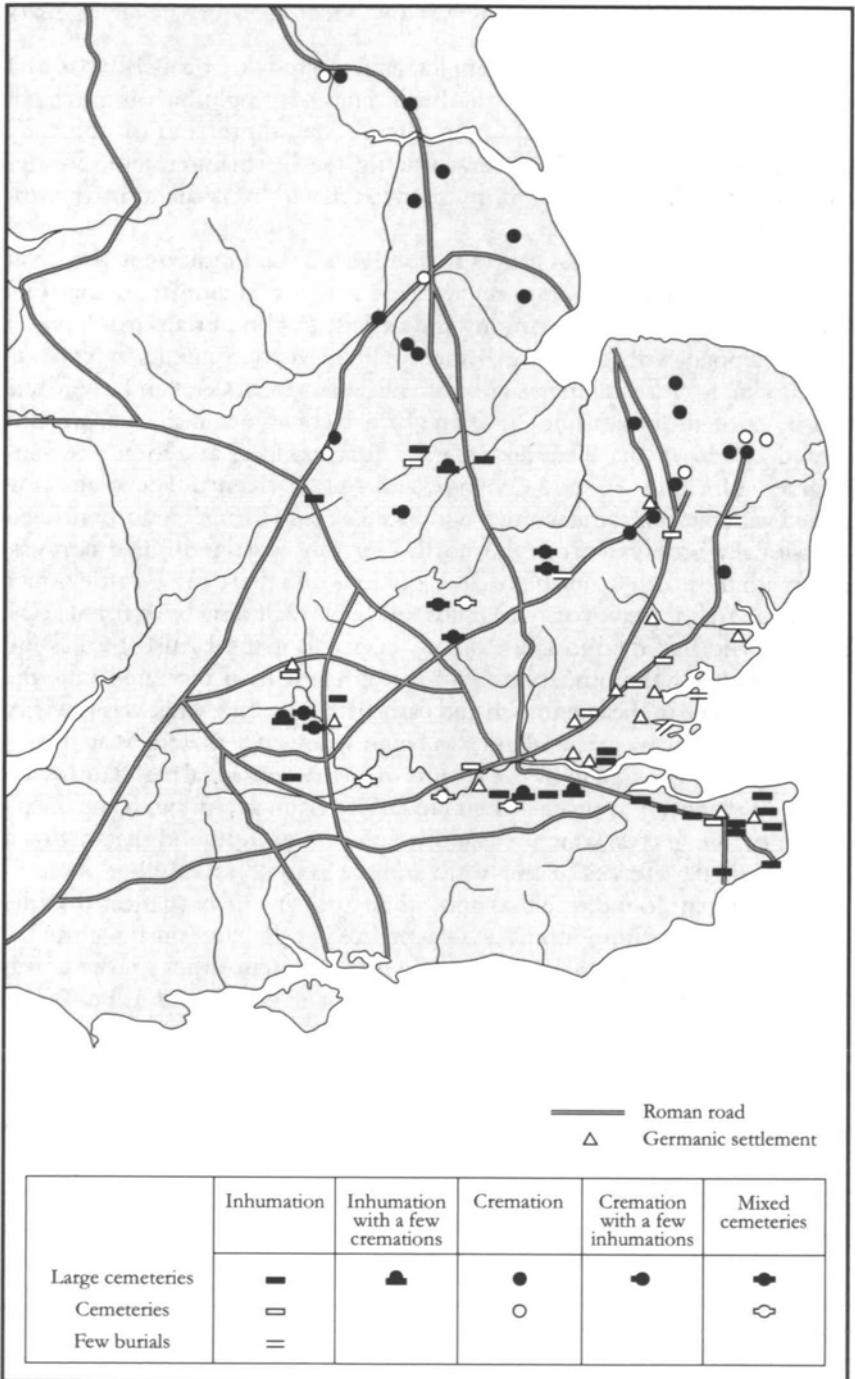 Roman road
Germanic settlement
Inhumation
Inhumation
with a few
cremations
Cremation
Cremation
with a few
inhumations
Mixed
cemeteries
Large cemeteries
Cemeteries
Few burials